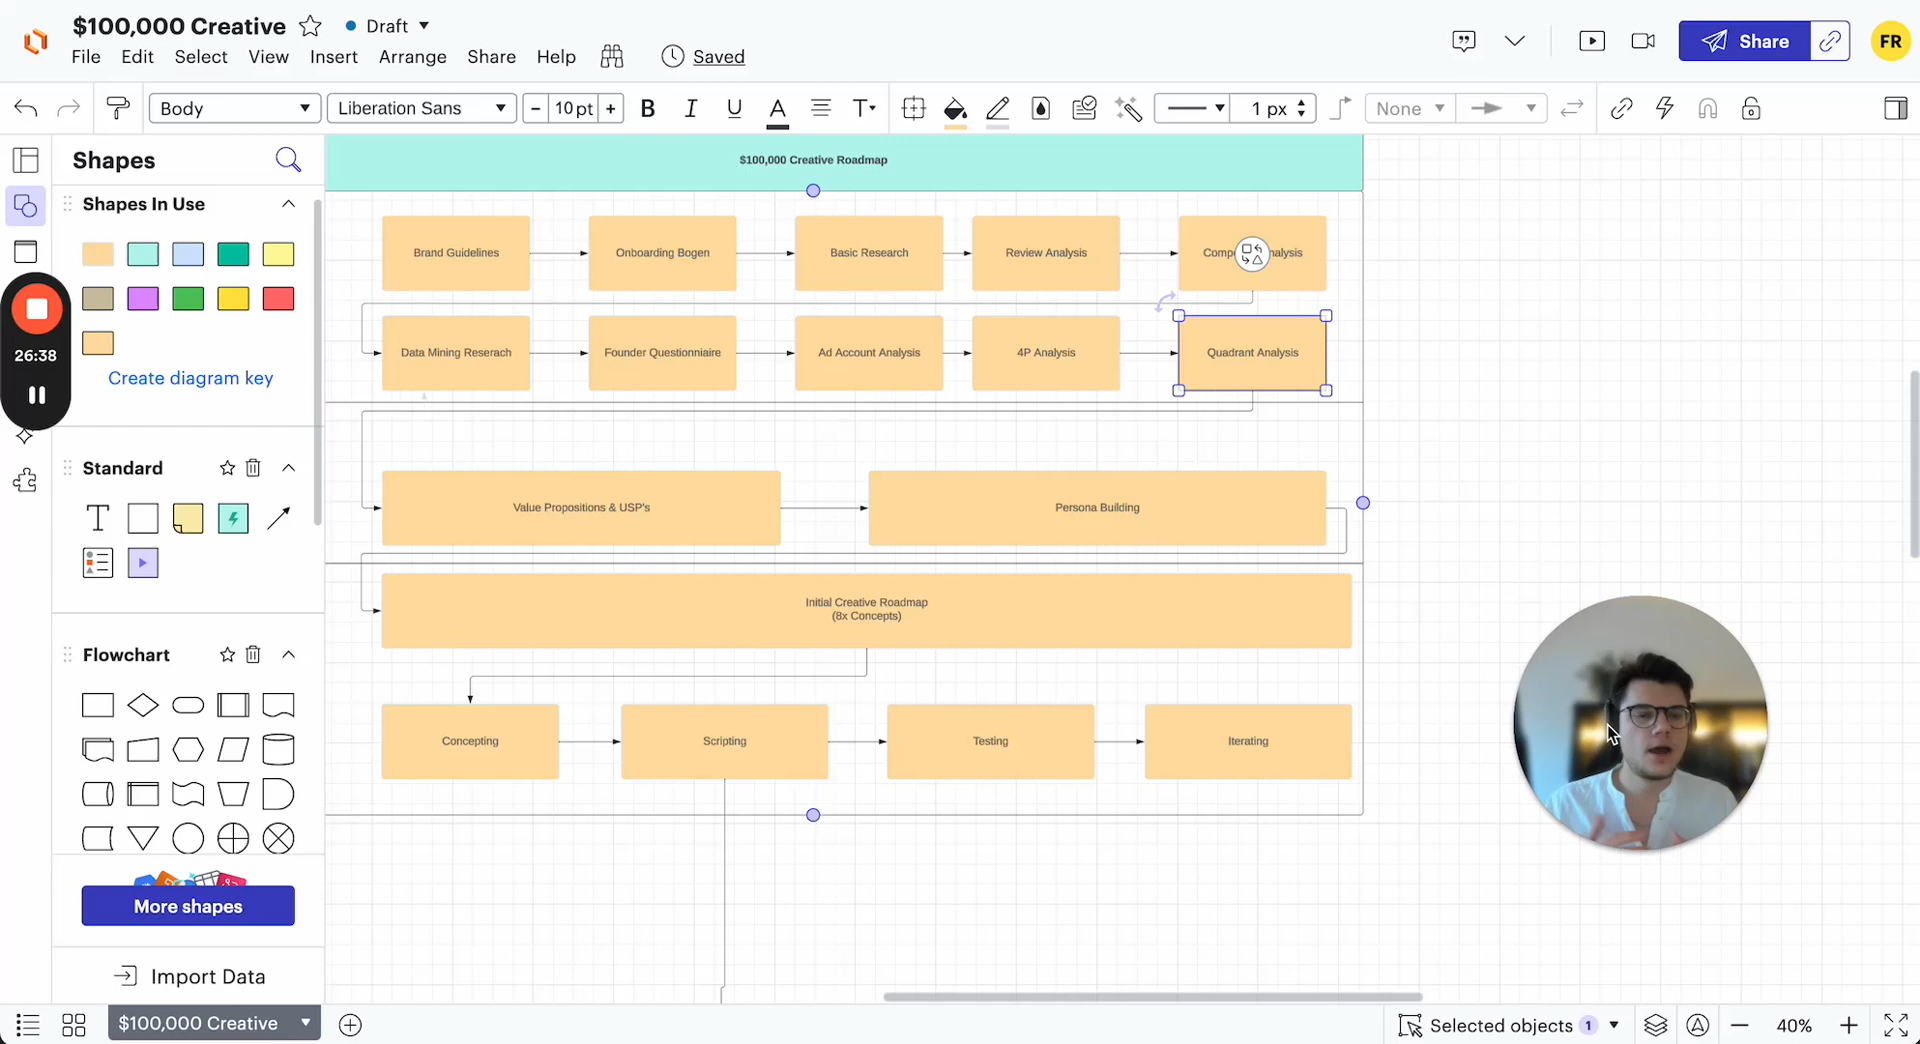 $100,000 Creative
Draft
File Edit Select View Insert Arrange Share Help
Saved
Share
FR
Body
Liberation Sans
10 pt
B I U A T
1 px
None
Shapes
Shapes In Use
Create diagram key
26:38
Standard
T
Flowchart
More shapes
Import Data
$100,000 Creative Roadmap
Brand Guidelines
Onboarding Bogen
Basic Research
Review Analysis
Data Mining Reserach
Founder Questionniaire
Ad Account Analysis
4P Analysis
Quadrant Analysis
Value Propositions & USP's
Persona Building
Initial Creative Roadmap
(8x Concepts)
Concepting
Scripting
Testing
Iterating
$100,000 Creative
Selected objects 1
40%